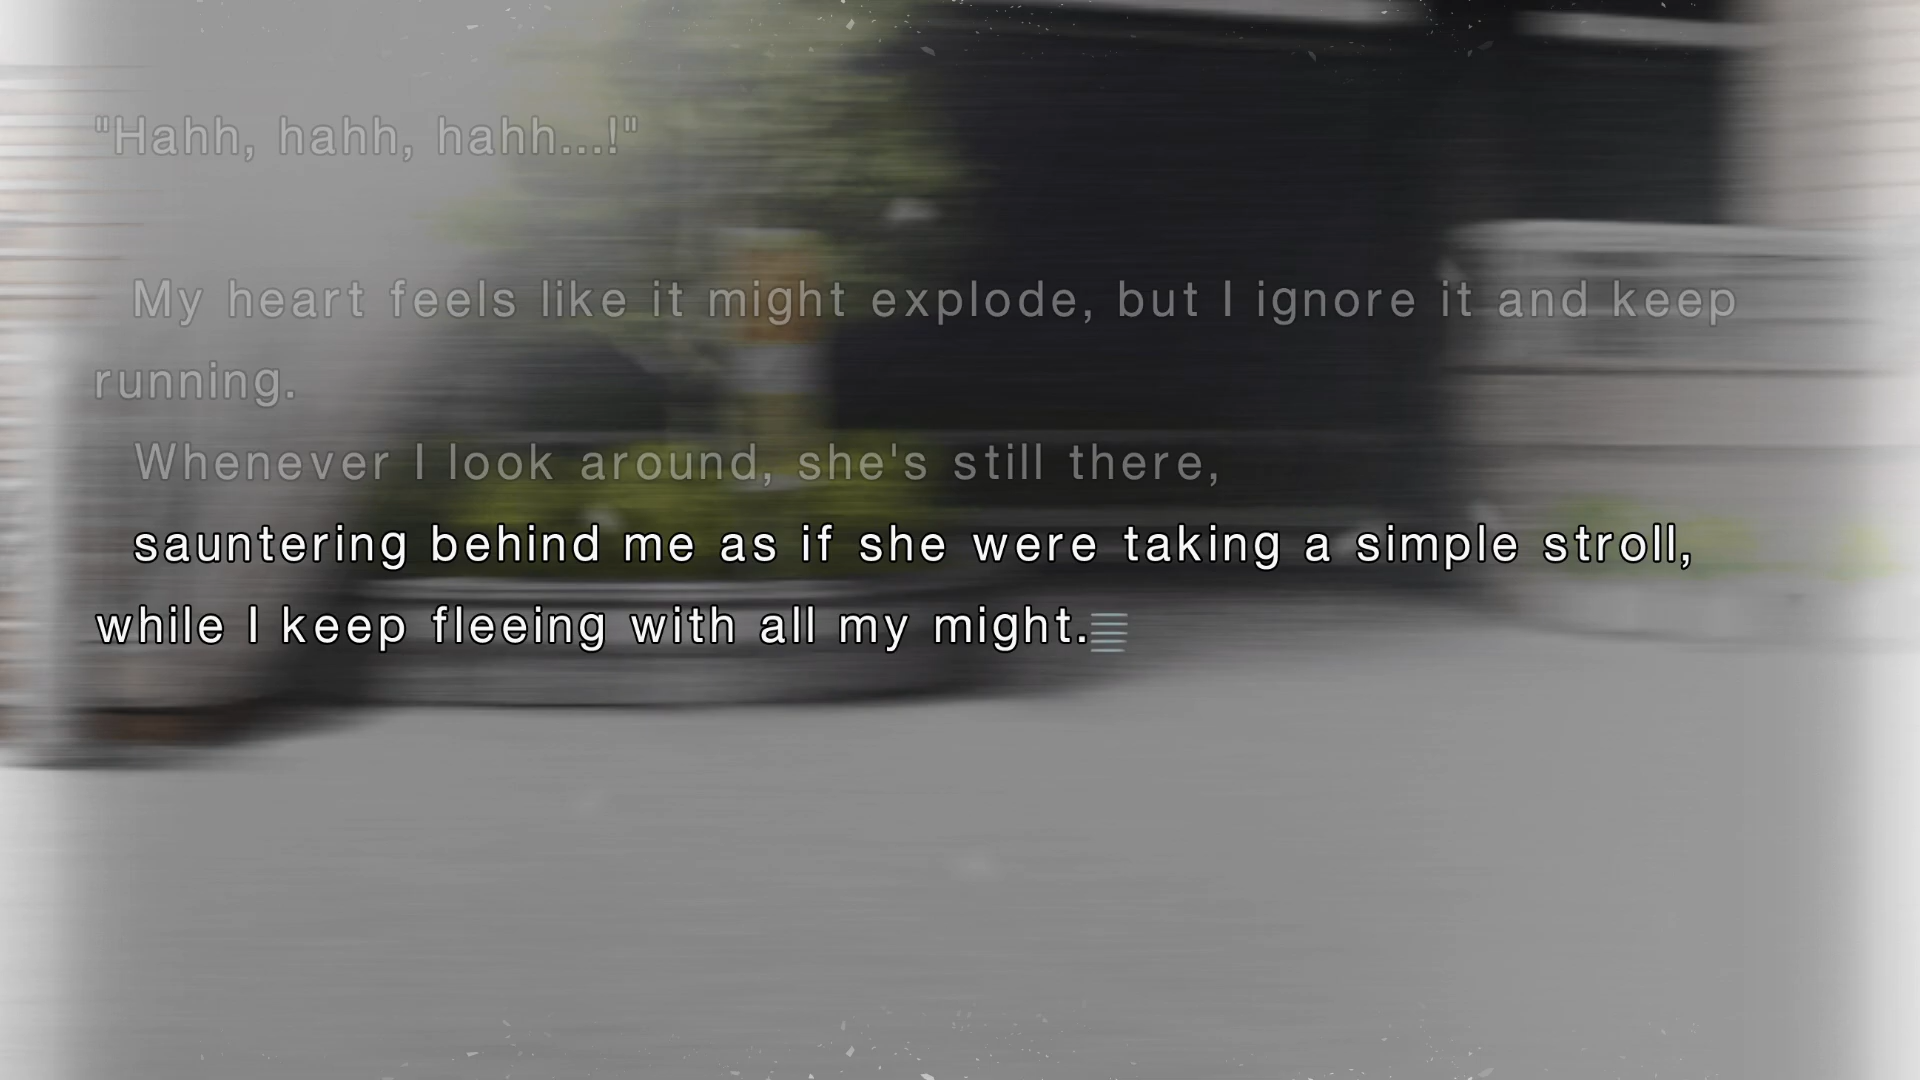 "Hahh, hahh, hahh...!"
My heart feels like it might explode, but I ignore it and keep
running.
Whenever I look around, she's still there,
sauntering behind me as if she were taking a simple stroll,
while I keep fleeing with all my might.